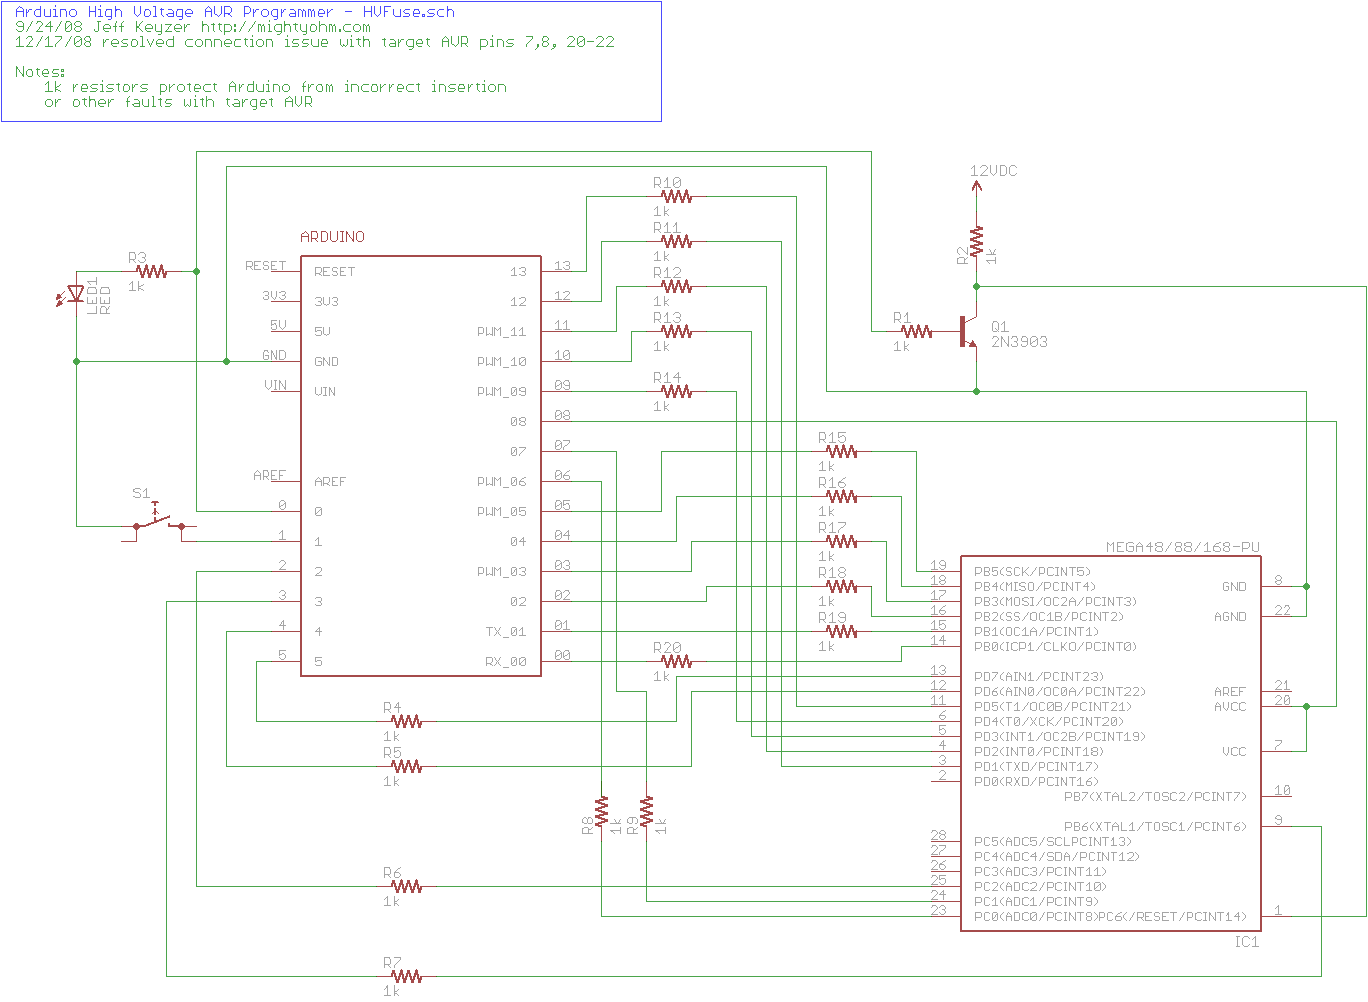 Arduino High Voltage AVR Programmer - HVFuse.sch
9/24/08 Jeff Keyzer http://mightyohm.com
12/17/08 resolved connection issue with target AVR pins 7,8, 20-22
Notes:
1k resistors protect Arduino from incorrect insertion
or other faults with target AVR
12VDC
R2
1k
R10
1k
R11
1k
R12
1k
R13
1k
R14
1k
R3
1k
LED1
RED
R1
1k
Q1
2N3903
ARDUINO
RESET
RESET
13
13
3V3
3V3
12
12
5V
5V
PWM_11
11
GND
GND
PWM_10
10
VIN
VIN
PWM_09
09
08
08
07
07
AREF
AREF
PWM_06
06
0
0
PWM_05
05
1
1
04
04
2
2
PWM_03
03
3
3
02
02
4
4
TX_01
01
5
5
RX_00
00
S1
R15
1k
R16
1k
R17
1k
R18
1k
R19
1k
R20
1k
R4
1k
R5
1k
R8
1k
R9
1k
R6
1k
R7
1k
MEGA48/88/168-PU
19
PB5(SCK/PCINT5)
18
PB4(MISO/PCINT4)
GND
8
17
PB3(MOSI/OC2A/PCINT3)
16
PB2(SS/OC1B/PCINT2)
AGND
22
15
PB1(OC1A/PCINT1)
14
PB0(ICP1/CLKO/PCINT0)
13
PD7(AIN1/PCINT23)
12
PD6(AIN0/OC0A/PCINT22)
AREF
21
11
PD5(T1/OC0B/PCINT21)
AVCC
20
6
PD4(T0/XCK/PCINT20)
5
PD3(INT1/OC2B/PCINT19)
4
PD2(INT0/PCINT18)
VCC
7
3
PD1(TXD/PCINT17)
2
PD0(RXD/PCINT16)
PB7(XTAL2/TOSC2/PCINT7)
10
PB6(XTAL1/TOSC1/PCINT6)
9
28
PC5(ADC5/SCLPCINT13)
27
PC4(ADC4/SDA/PCINT12)
26
PC3(ADC3/PCINT11)
25
PC2(ADC2/PCINT10)
24
PC1(ADC1/PCINT9)
23
PC0(ADC0/PCINT8)PC6(/RESET/PCINT14)
1
IC1